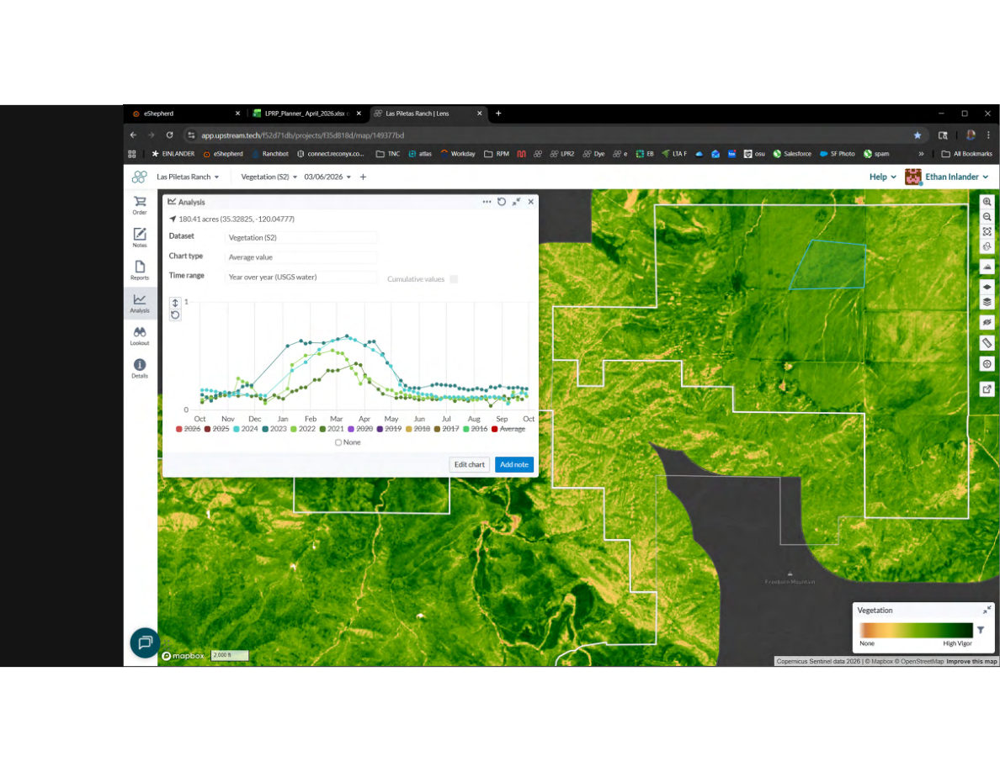 eShepherd
LPRP_Planner_ April_2026.xlsx
Las Piletas Ranch | Lens
app.upstream.tech/f52d71db/projects/f35d818d/map/149377bd
EINLANDER eShepherd Ranchbot connect.reconyx.co... TNC atlas Workday RPM LPR2 Dye e EB LTA F osu Salesforce SF Photo spam » All Bookmarks
Las Piletas Ranch Vegetation (S2) 03/06/2026 + Help Ethan Inlander
Order
Notes
Reports
Analysis
Lookout
Details
Analysis
180.41 acres (35.32825, -120.04777)
Dataset Vegetation (S2)
Chart type Average value
Time range Year over year (USGS water) Cumulative values
1
0
Oct Nov Dec Jan Feb Mar Apr May Jun Jul Aug Sep Oct
2026 2025 2024 2023 2022 2021 2020 2019 2018 2017 2016 Average
None
Edit chart Add note
Freeborn Mountain
Vegetation
None High Vigor
mapbox 2,000 ft
Copernicus Sentinel data 2026 | © Mapbox © OpenStreetMap Improve this map